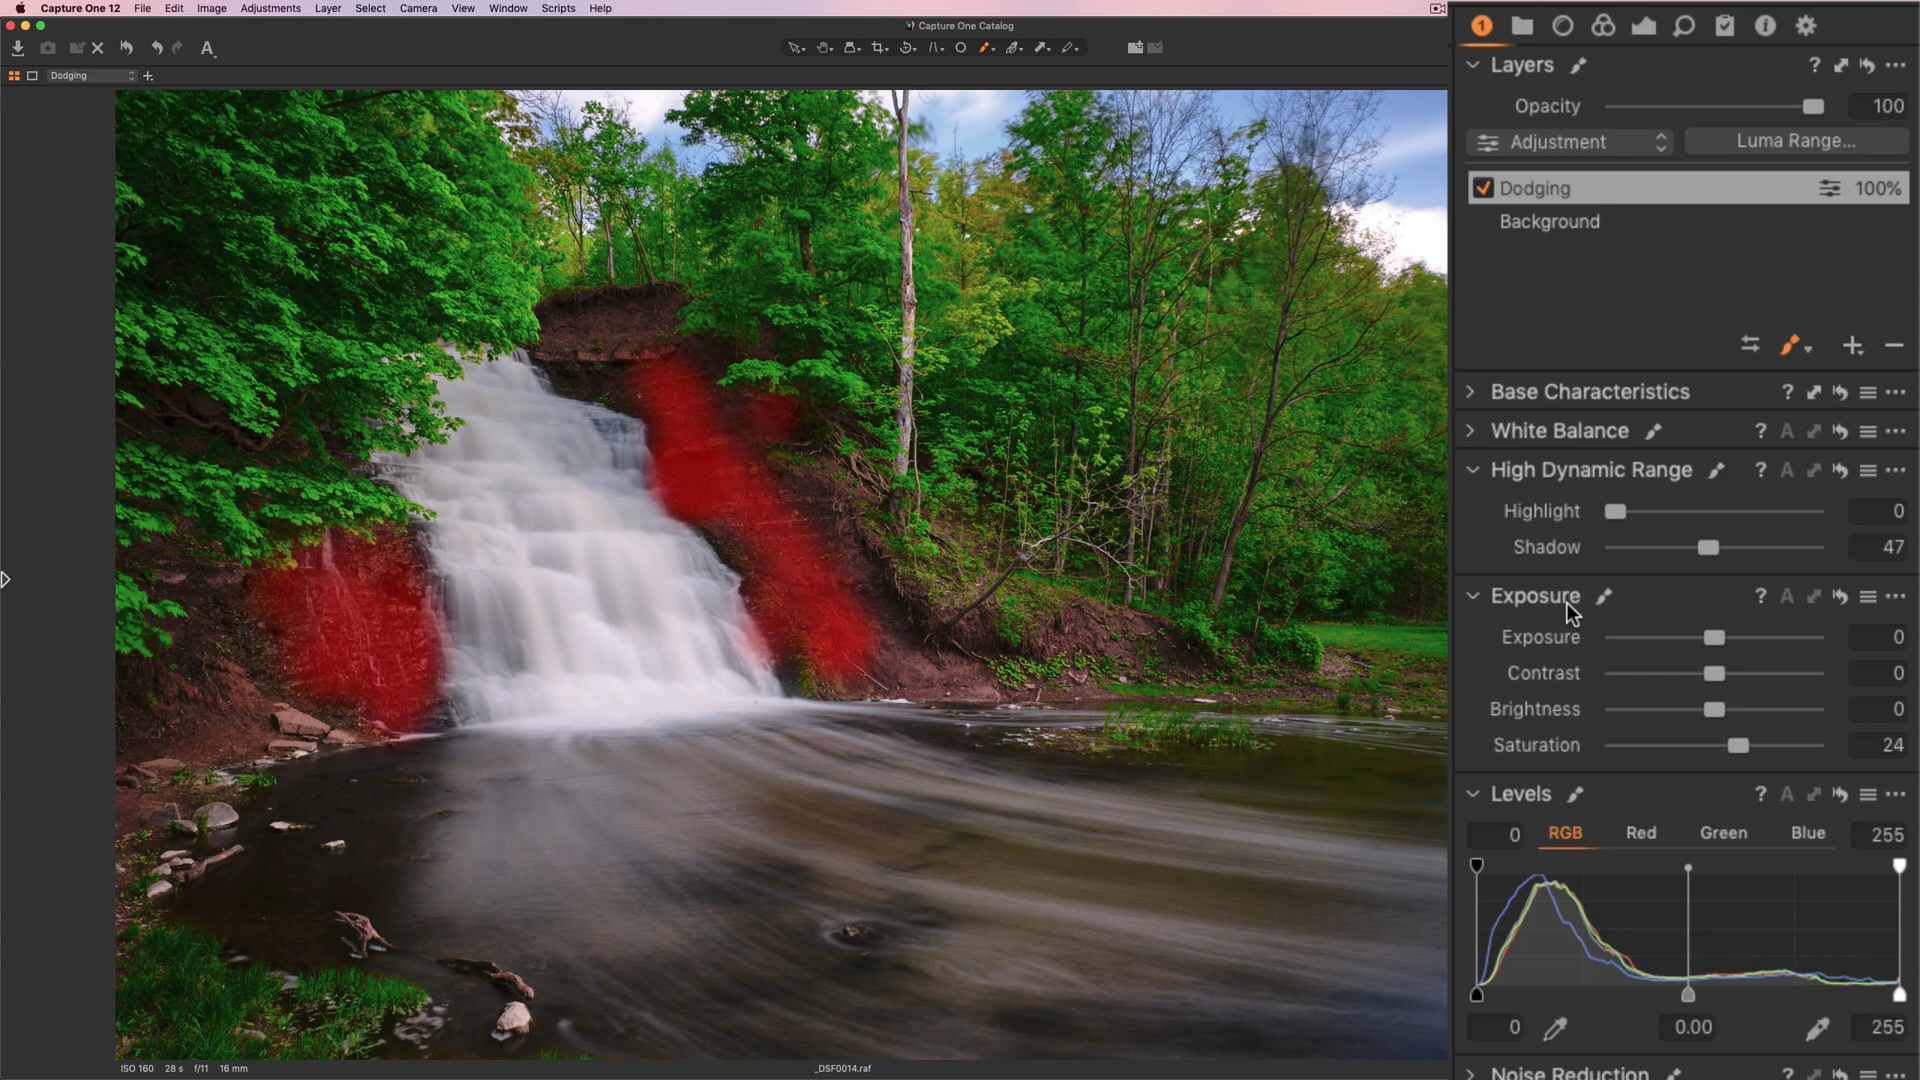 Capture One 12 File Edit Image Adjustments Layer Select Camera View Window Scripts Help
Capture One Catalog
A
Dodging
1
Layers ?
Opacity 100
Adjustment Luma Range...
Dodging 100%
Background
Base Characteristics ?
White Balance ? A
High Dynamic Range ? A
Highlight 0
Shadow 47
Exposure ? A
Exposure 0
Contrast 0
Brightness 0
Saturation 24
Levels ? A
0 RGB Red Green Blue 255
0 0.00 255
Noise Reduction ? A
ISO 160 28 s f/11 16 mm
_DSF0014.raf